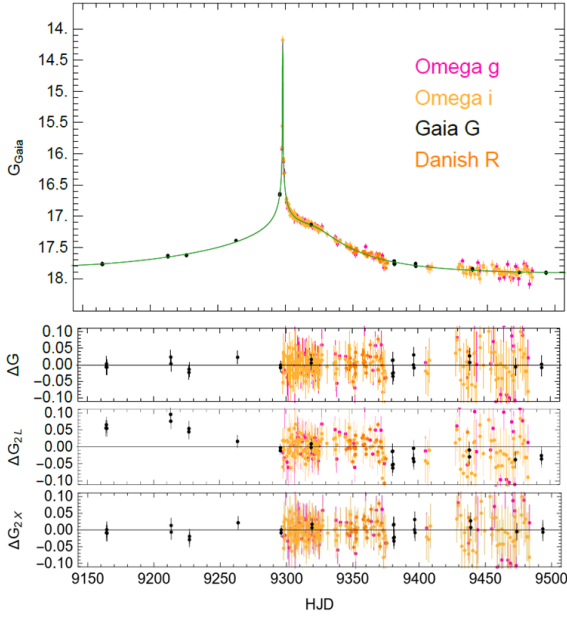 14.
14.5
15.
15.5
16.
16.5
17.
17.5
18.
G_Gaia
Omega g
Omega i
Gaia G
Danish R
0.10
0.05
0.00
−0.05
−0.10
ΔG
0.10
0.05
0.00
−0.05
−0.10
ΔG_2L
0.10
0.05
0.00
−0.05
−0.10
ΔG_2X
9150 9200 9250 9300 9350 9400 9450 9500
HJD